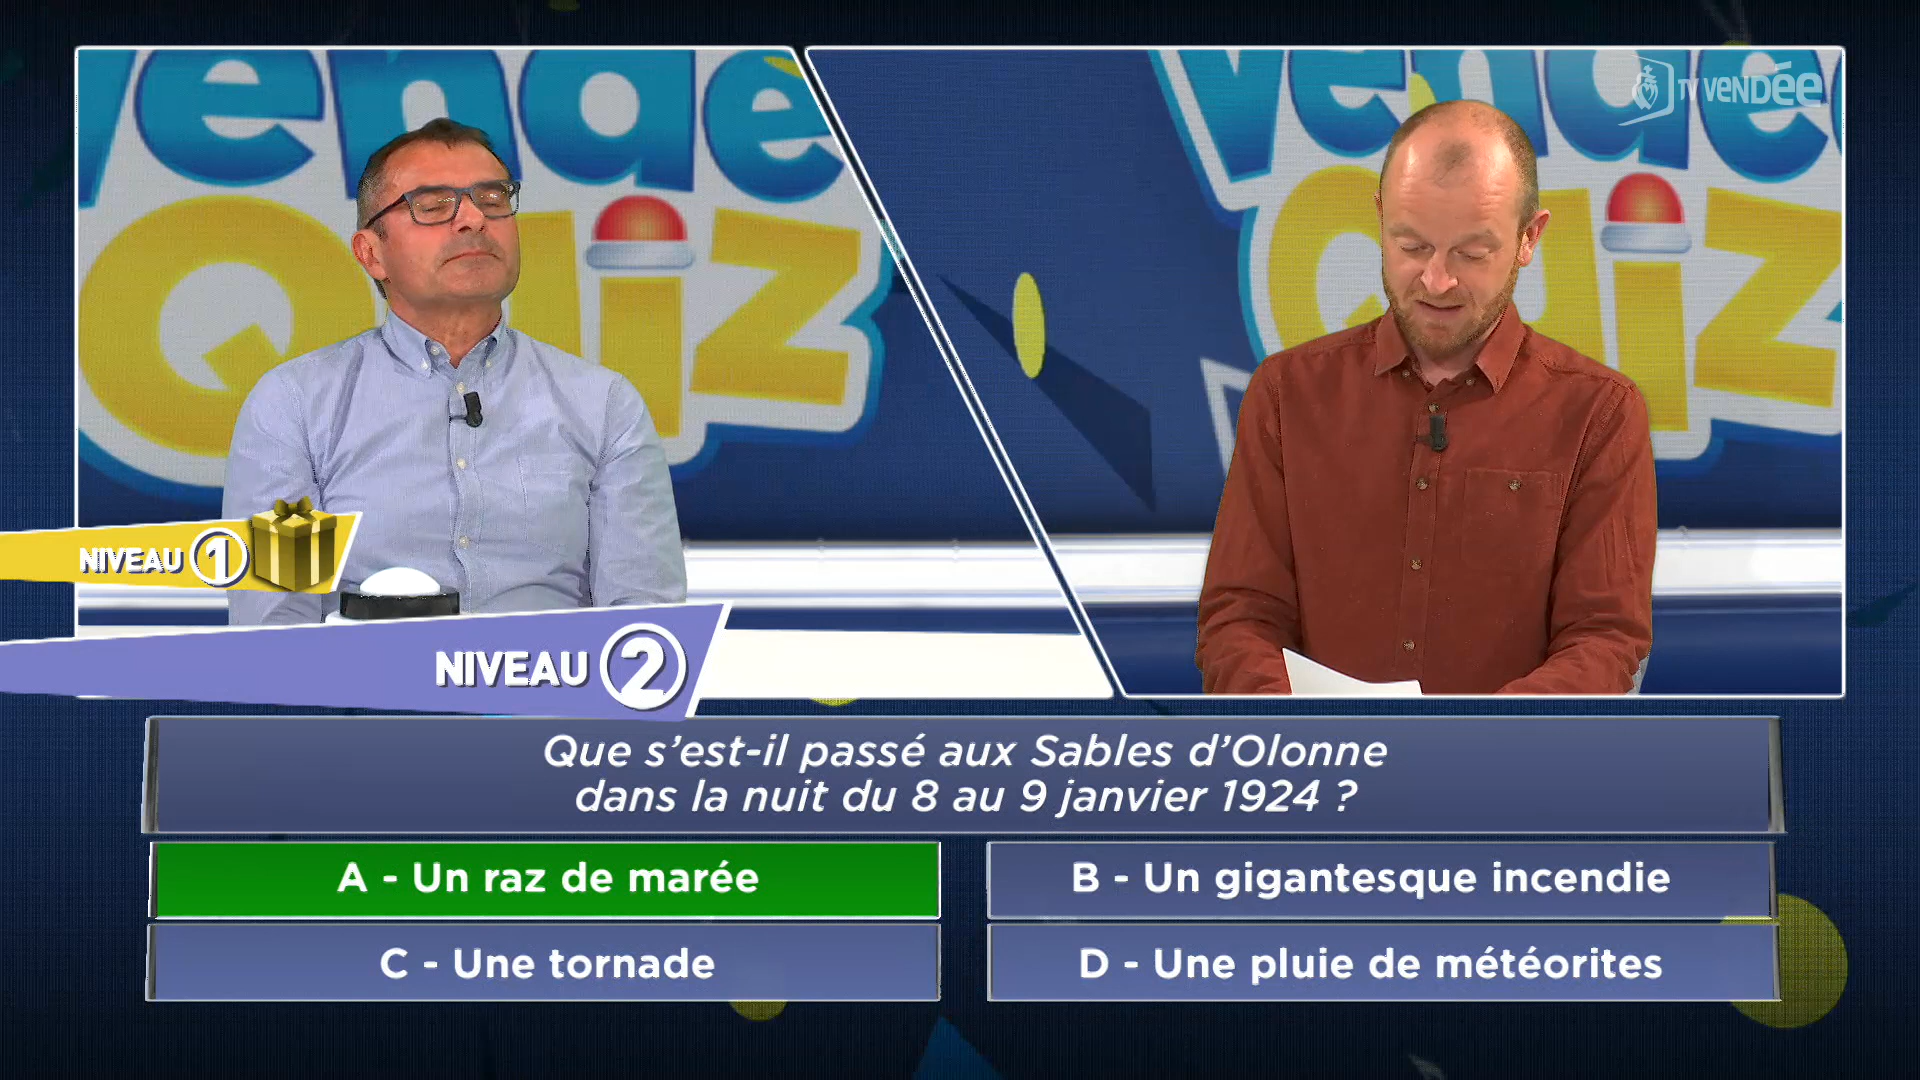 Vendée
Quiz
Vendée
Quiz
TV VENDÉE
NIVEAU 1
NIVEAU 2
Que s'est-il passé aux Sables d'Olonne
dans la nuit du 8 au 9 janvier 1924 ?
A - Un raz de marée
B - Un gigantesque incendie
C - Une tornade
D - Une pluie de météorites